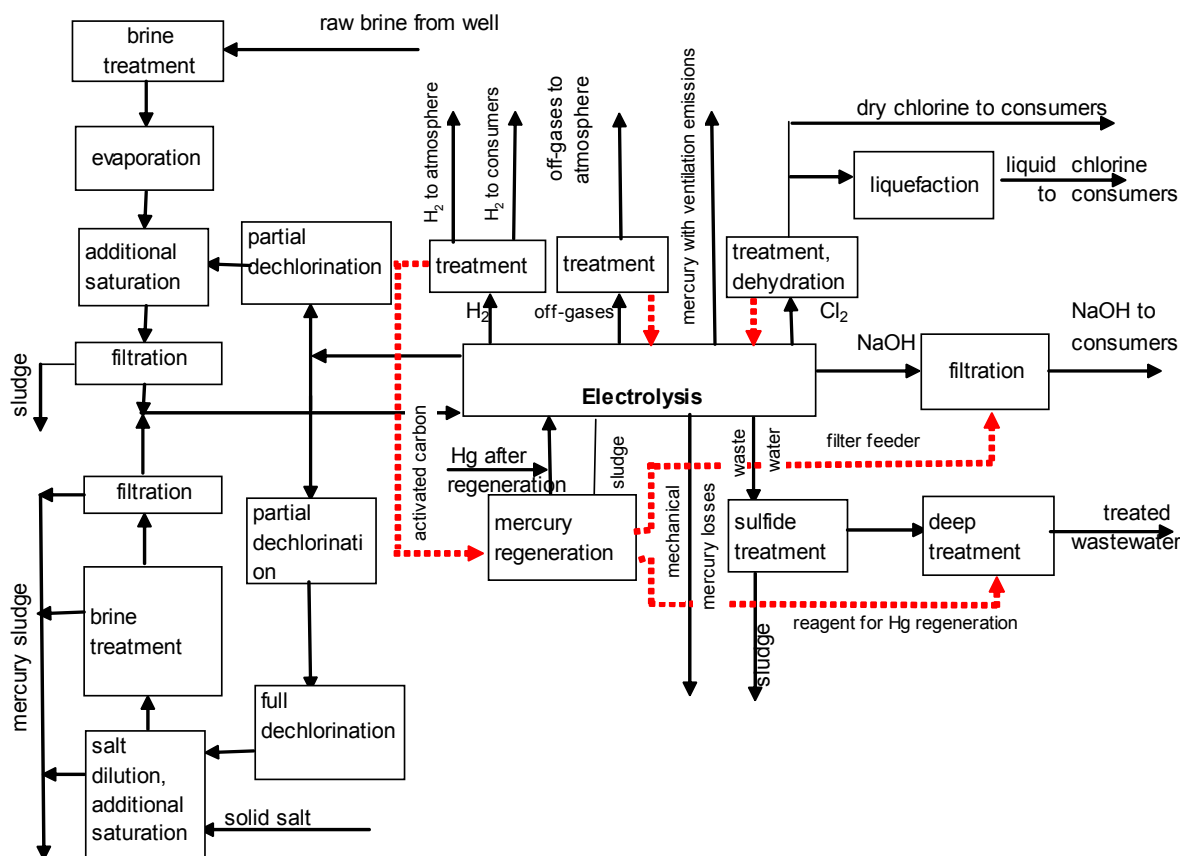 raw brine from well
brine
treatment
evaporation
additional
saturation
partial
dechlorination
filtration
sludge
filtration
mercury sludge
brine
treatment
salt
dilution,
additional
saturation
solid salt
partial
dechlorinati
on
full
dechlorination
H2 to atmosphere
H2 to consumers
treatment
H2
off-gases to
atmosphere
treatment
off-gases
mercury with ventilation emissions
dry chlorine to consumers
liquefaction
liquid chlorine
to consumers
treatment,
dehydration
Cl2
Electrolysis
NaOH
filtration
NaOH to
consumers
activated carbon
Hg after
regeneration
sludge
mercury
regeneration
mechanical
mercury losses
waste
water
filter feeder
sulfide
treatment
sludge
deep
treatment
treated
wastewater
reagent for Hg regeneration